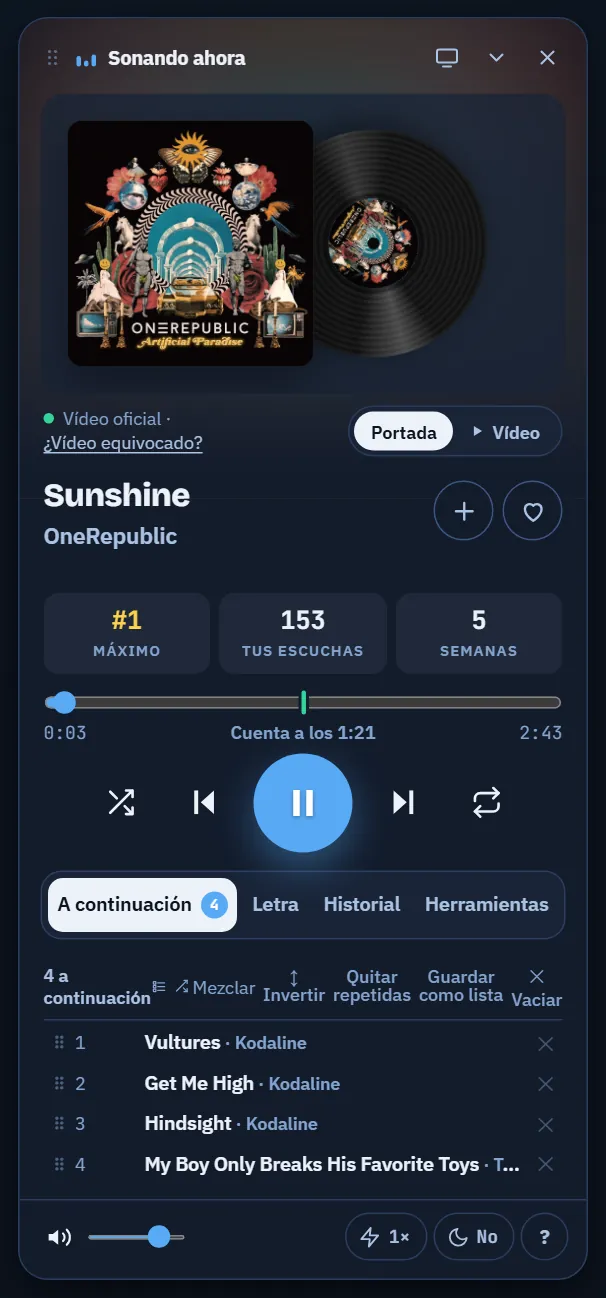 Sonando ahora
ONEREPUBLIC
Artificial Paradise
ONEREPUBLIC
Vídeo oficial ·
¿Vídeo equivocado?
Portada
Vídeo
Sunshine
OneRepublic
#1
MÁXIMO
153
TUS ESCUCHAS
5
SEMANAS
0:03
Cuenta a los 1:21
2:43
A continuación 4
Letra
Historial
Herramientas
4 a
continuación
Mezclar
Invertir
Quitar
repetidas
Guardar
como lista
Vaciar
1 Vultures · Kodaline
2 Get Me High · Kodaline
3 Hindsight · Kodaline
4 My Boy Only Breaks His Favorite Toys · T...
1×
No
?